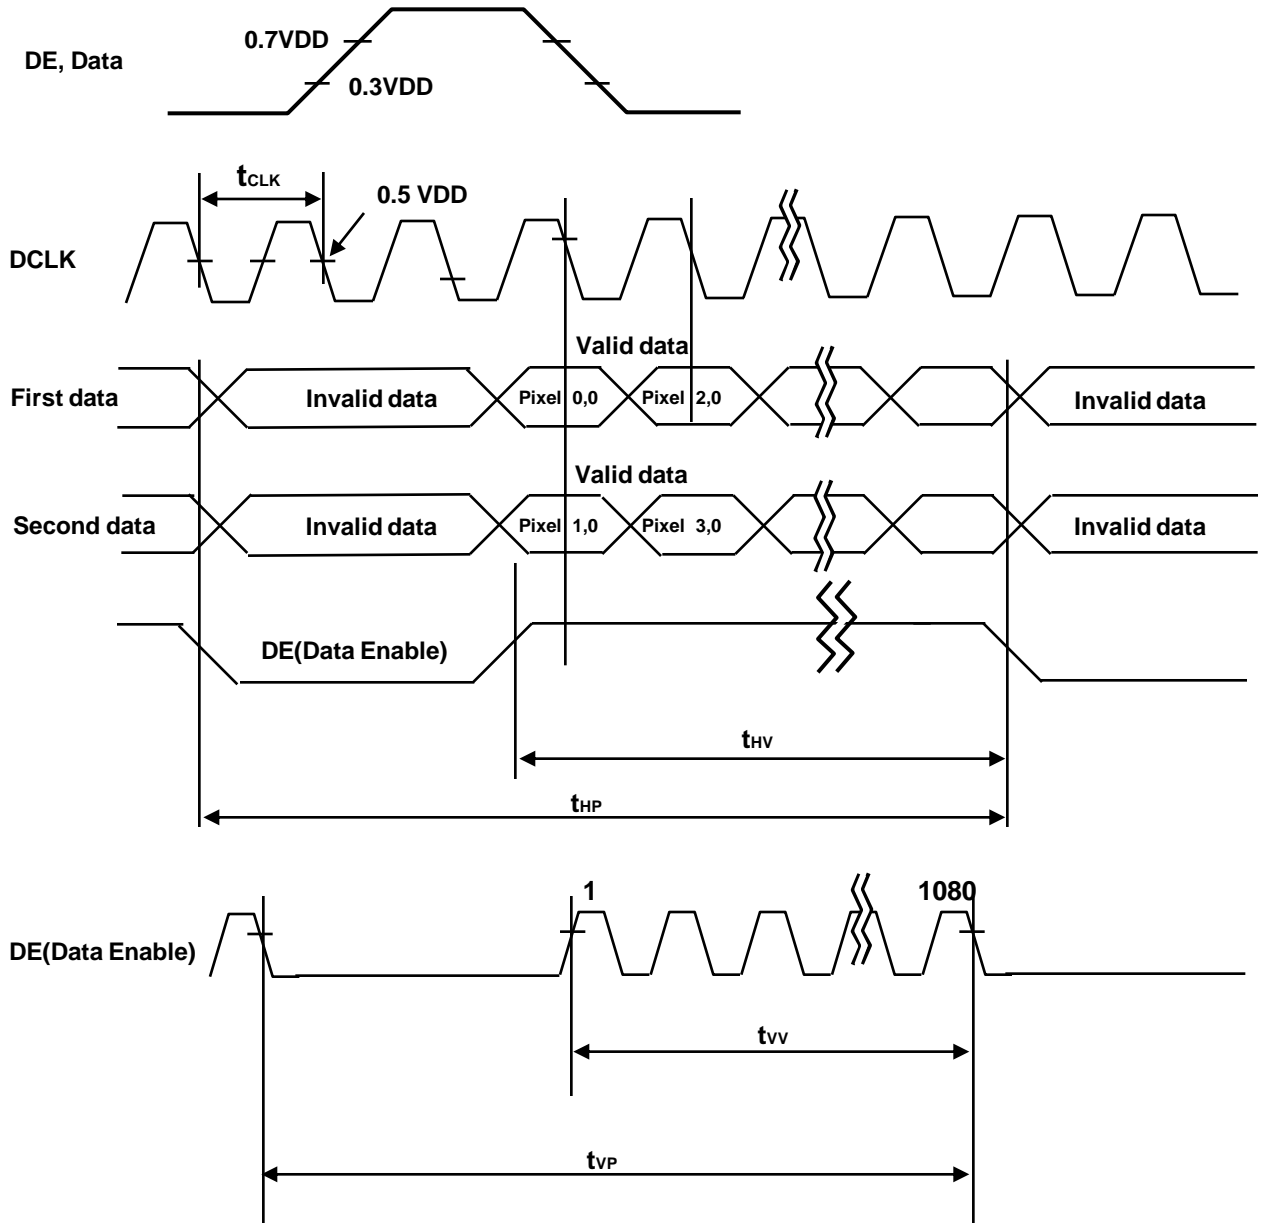 0.7VDD
DE, Data
0.3VDD
tCLK
0.5 VDD
DCLK
Valid data
First data
Invalid data
Pixel 0,0
Pixel 2,0
Invalid data
Valid data
Second data
Invalid data
Pixel 1,0
Pixel 3,0
Invalid data
DE(Data Enable)
tHV
tHP
1
1080
DE(Data Enable)
tVV
tVP